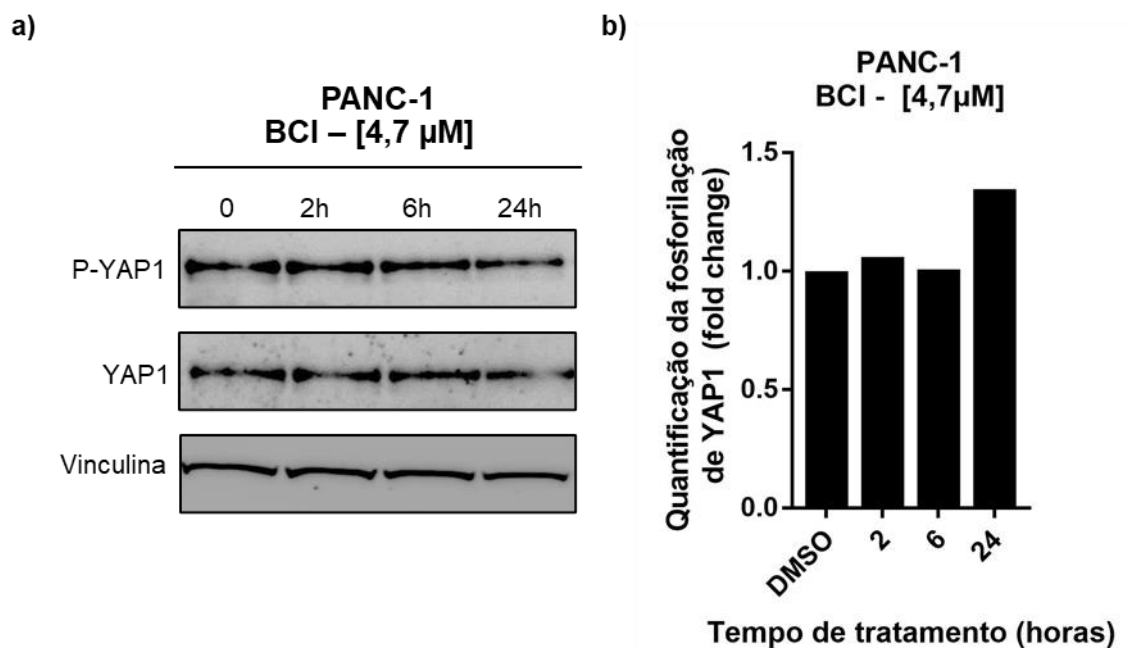 a)
PANC-1
BCI – [4,7 µM]
0 2h 6h 24h
P-YAP1
YAP1
Vinculina
b)
PANC-1
BCI - [4,7µM]
Quantificação da fosforilação
de YAP1 (fold change)
1.5
1.0
0.5
0.0
DMSO 2 6 24
Tempo de tratamento (horas)